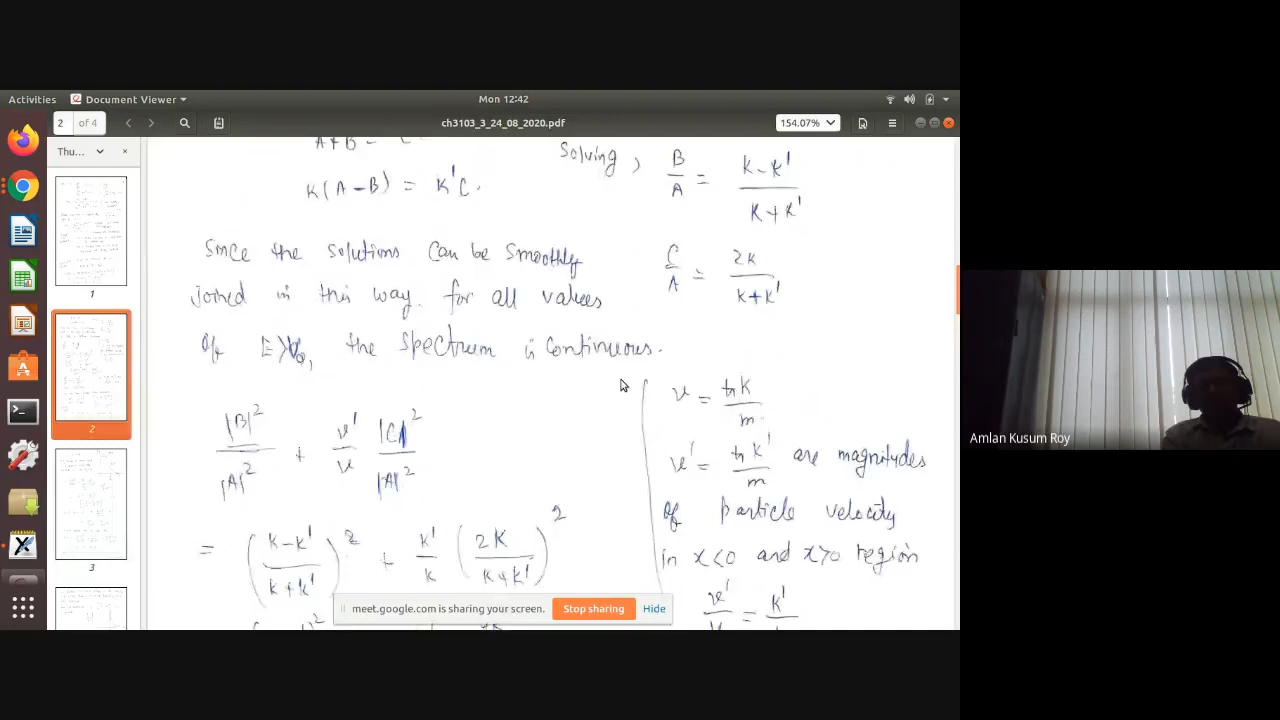 Activities Document Viewer Mon 12:42
2 of 4 ch3103_3_24_08_2020.pdf 154.07%
Thu...
1
2
3
A+B = C
K(A-B) = K'C.
Solving, B/A = (K-K')/(K+K')
C/A = 2K/(K+K')
Since the solutions can be smoothly
joined in this way. for all values
of E>V₀, the spectrum is continuous.
|B|²/|A|² + v'/v |C|²/|A|²
= ((K-K')/(K+K'))² + K'/K (2K/(K+K'))²
v = ħK/m
v' = ħK'/m are magnitudes
of particle velocity
in x<0 and x>0 region
v'/v = K'/
meet.google.com is sharing your screen. Stop sharing Hide
Amlan Kusum Roy